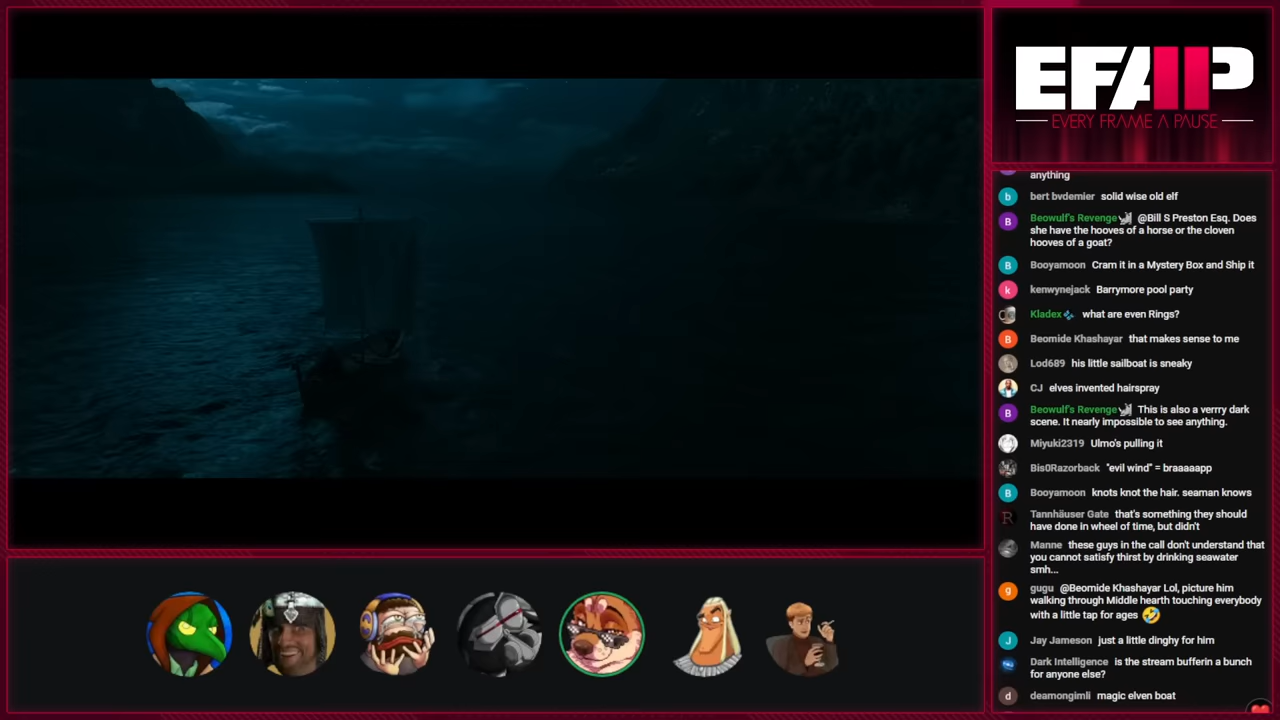 EFAP
EVERY FRAME A PAUSE
anything
b bert bvdemier solid wise old elf
B Beowulf's Revenge @Bill S Preston Esq. Does
she have the hooves of a horse or the cloven
hooves of a goat?
B Booyamoon Cram it in a Mystery Box and Ship it
k kenwynejack Barrymore pool party
Kladex what are even Rings?
B Beomide Khashayar that makes sense to me
Lod689 his little sailboat is sneaky
CJ elves invented hairspray
B Beowulf's Revenge This is also a verrry dark
scene. It nearly impossible to see anything.
Miyuki2319 Ulmo's pulling it
Bis0Razorback "evil wind" = braaaaapp
B Booyamoon knots knot the hair. seaman knows
R Tannhäuser Gate that's something they should
have done in wheel of time, but didn't
Manne these guys in the call don't understand that
you cannot satisfy thirst by drinking seawater
smh...
g gugu @Beomide Khashayar Lol, picture him
walking through Middle hearth touching everybody
with a little tap for ages 🤣
J Jay Jameson just a little dinghy for him
Dark Intelligence is the stream bufferin a bunch
for anyone else?
d deamongimli magic elven boat